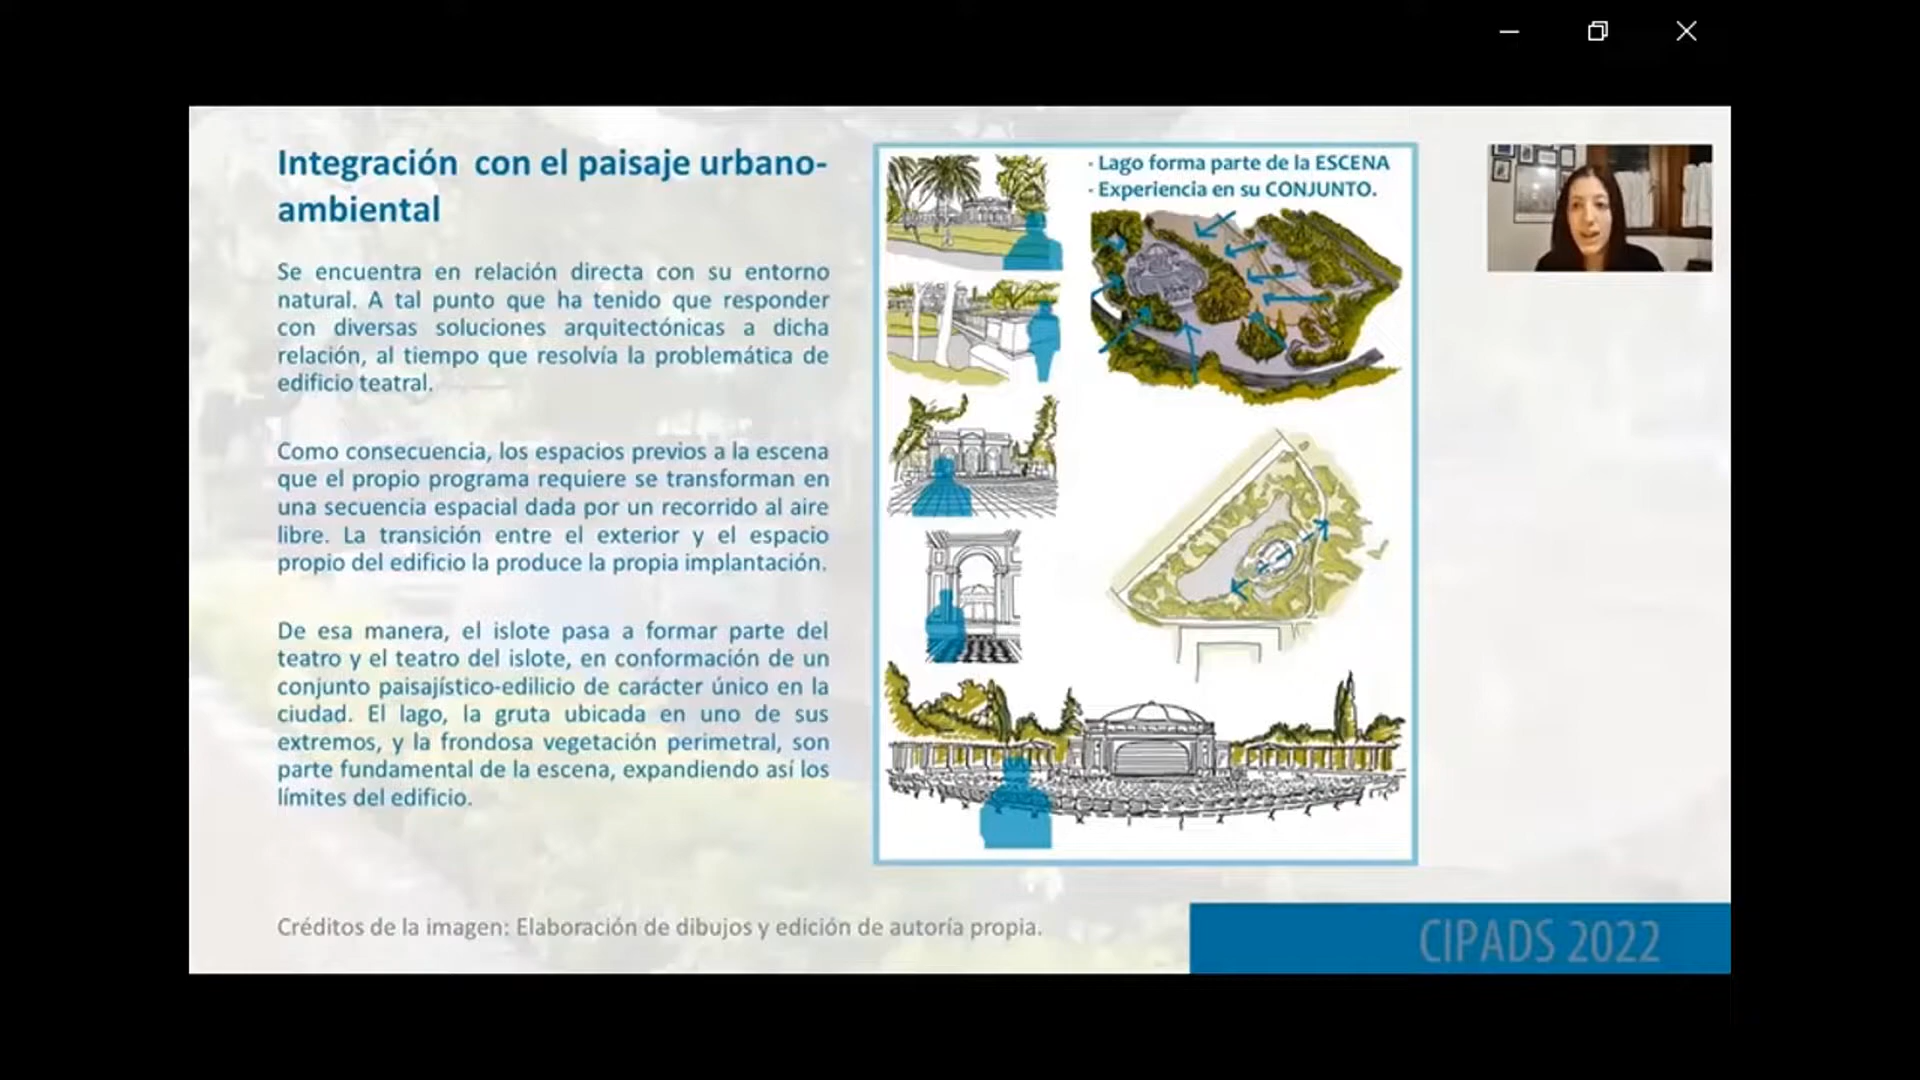 Integración con el paisaje urbano-
ambiental
Se encuentra en relación directa con su entorno
natural. A tal punto que ha tenido que responder
con diversas soluciones arquitectónicas a dicha
relación, al tiempo que resolvía la problemática de
edificio teatral.
Como consecuencia, los espacios previos a la escena
que el propio programa requiere se transforman en
una secuencia espacial dada por un recorrido al aire
libre. La transición entre el exterior y el espacio
propio del edificio la produce la propia implantación.
De esa manera, el islote pasa a formar parte del
teatro y el teatro del islote, en conformación de un
conjunto paisajístico-edilicio de carácter único en la
ciudad. El lago, la gruta ubicada en uno de sus
extremos, y la frondosa vegetación perimetral, son
parte fundamental de la escena, expandiendo así los
límites del edificio.
- Lago forma parte de la ESCENA
- Experiencia en su CONJUNTO.
Créditos de la imagen: Elaboración de dibujos y edición de autoría propia.
CIPADS 2022